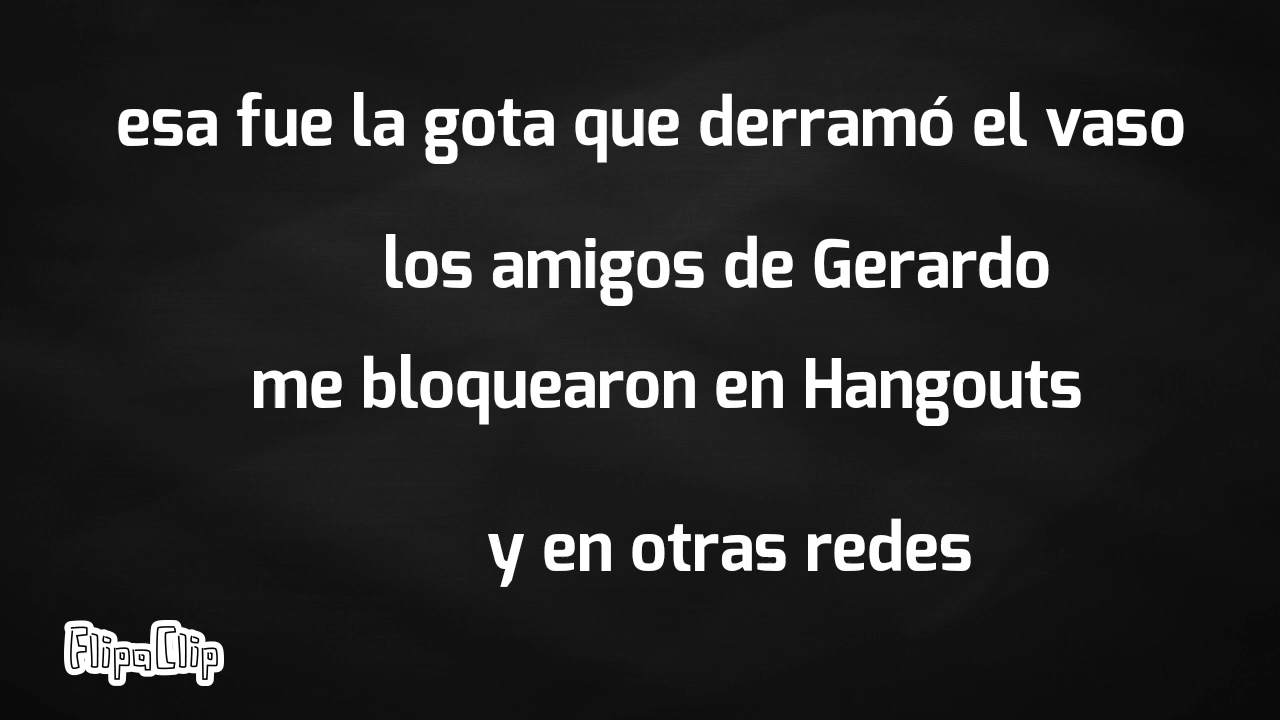 esa fue la gota que derramó el vaso
los amigos de Gerardo
me bloquearon en Hangouts
y en otras redes
FlipaClip